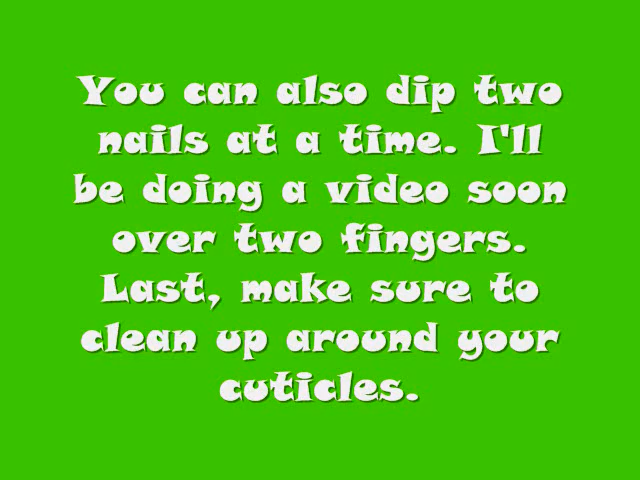 You can also dip two
nails at a time. I'll
be doing a video soon
over two fingers.
Last, make sure to
clean up around your
cuticles.